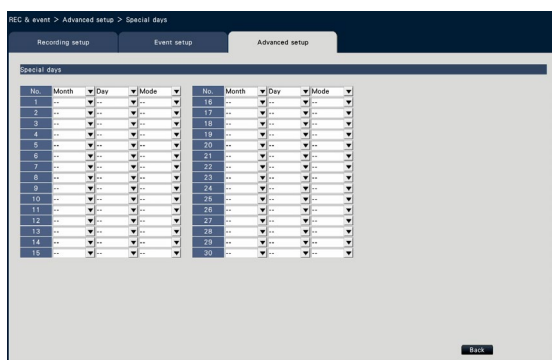 REC & event > Advanced setup > Special days
Recording setup Event setup Advanced setup
Special days
No. Month Day Mode No. Month Day Mode
1 -- -- -- 16 -- -- --
2 -- -- -- 17 -- -- --
3 -- -- -- 18 -- -- --
4 -- -- -- 19 -- -- --
5 -- -- -- 20 -- -- --
6 -- -- -- 21 -- -- --
7 -- -- -- 22 -- -- --
8 -- -- -- 23 -- -- --
9 -- -- -- 24 -- -- --
10 -- -- -- 25 -- -- --
11 -- -- -- 26 -- -- --
12 -- -- -- 27 -- -- --
13 -- -- -- 28 -- -- --
14 -- -- -- 29 -- -- --
15 -- -- -- 30 -- -- --
Back